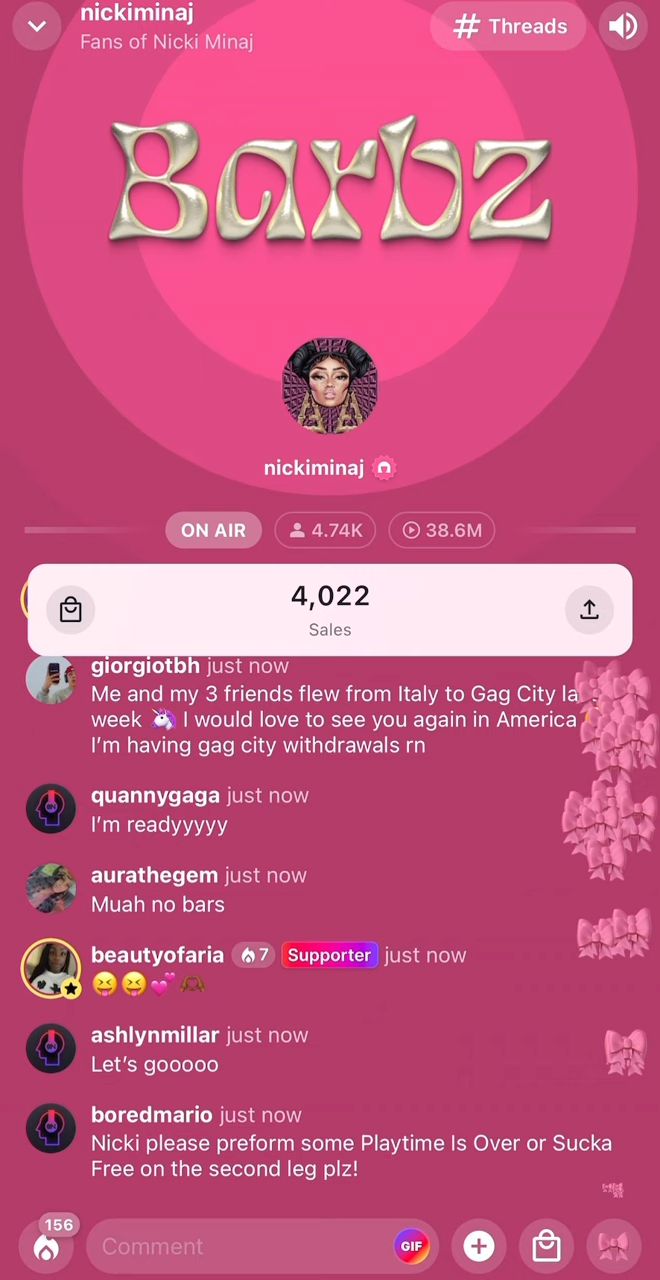 nickiminaj
Fans of Nicki Minaj
# Threads
Barbz
nickiminaj
ON AIR
4.74K
38.6M
4,022
Sales
giorgiotbh just now
Me and my 3 friends flew from Italy to Gag City la
week 🦄 I would love to see you again in America
I’m having gag city withdrawals rn
quannygaga just now
I’m readyyyyy
aurathegem just now
Muah no bars
beautyofaria 7 Supporter just now
😝😝💕🫶🏾
ashlynmillar just now
Let’s gooooo
boredmario just now
Nicki please preform some Playtime Is Over or Sucka
Free on the second leg plz!
156
Comment
GIF